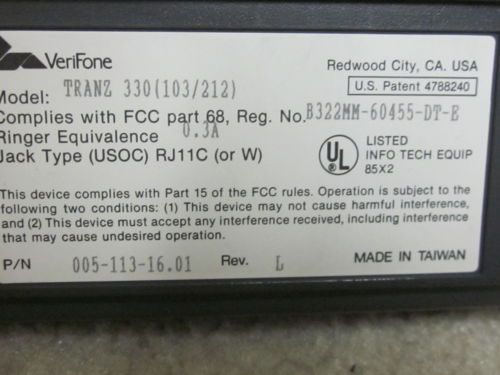 VeriFone
Redwood City, CA. USA
Model: TRANZ 330(103/212)
U.S. Patent 4788240
Complies with FCC part 68, Reg. No. B322MM-60455-DT-E
Ringer Equivalence 0.3A
Jack Type (USOC) RJ11C (or W)
UL
LISTED
INFO TECH EQUIP
85X2
This device complies with Part 15 of the FCC rules. Operation is subject to the
following two conditions: (1) This device may not cause harmful interference,
and (2) This device must accept any interference received, including interference
that may cause undesired operation.
P/N 005-113-16.01 Rev. L MADE IN TAIWAN